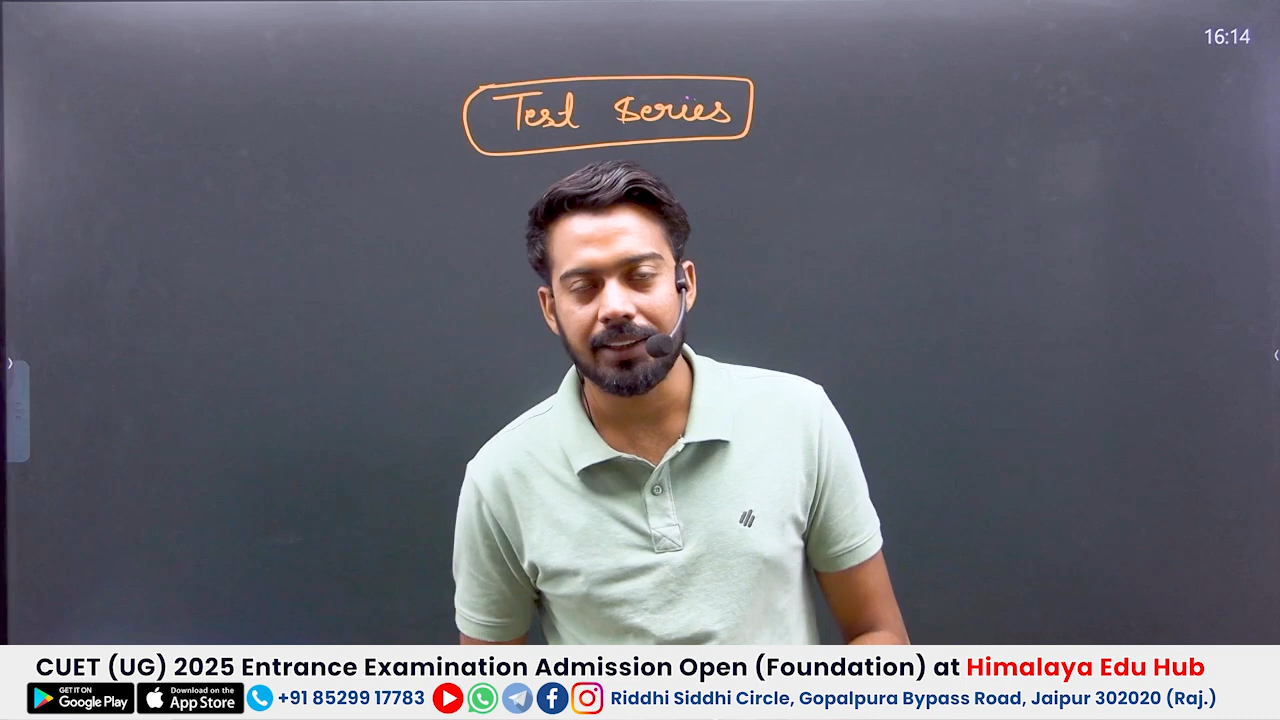 16:14
Test Series
CUET (UG) 2025 Entrance Examination Admission Open (Foundation) at Himalaya Edu Hub
GET IT ON
Google Play
Download on the
App Store
+91 85299 17783
Riddhi Siddhi Circle, Gopalpura Bypass Road, Jaipur 302020 (Raj.)